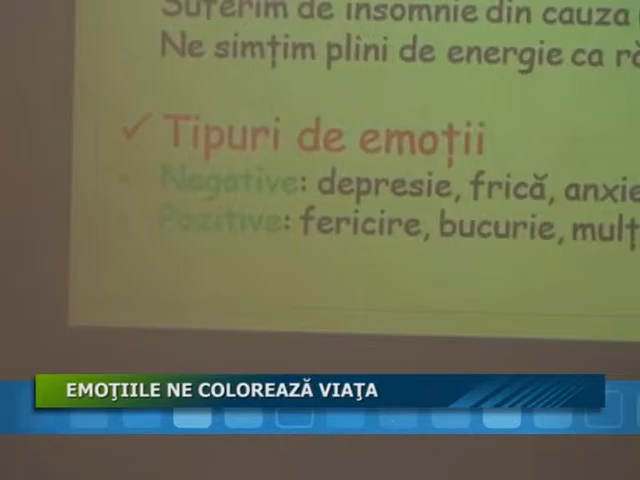 Suferim de insomnie din cauza
Ne simțim plini de energie ca
✓ Tipuri de emoții
Negative: depresie, frică,
Pozitive: fericire, bucurie,
EMOŢIILE NE COLOREAZĂ VIAŢA